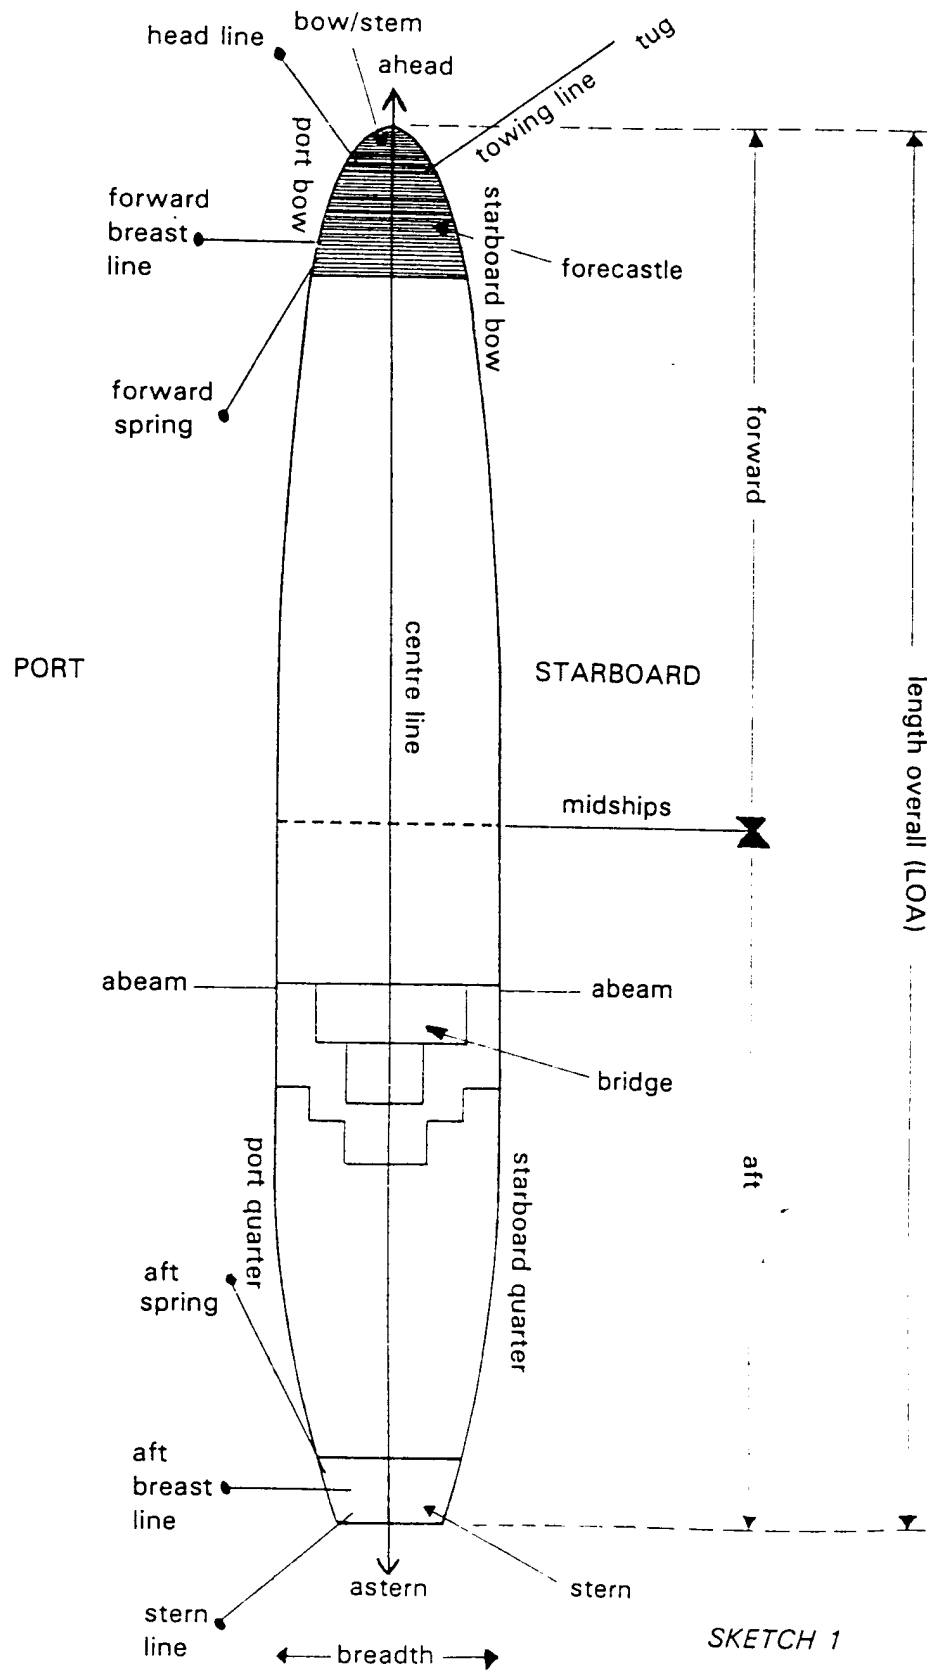 bow/stem
head line
tug
ahead
towing line
port bow
forward
breast
line
starboard bow
forecastle
forward
spring
forward
centre line
PORT
STARBOARD
length overall (LOA)
midships
abeam
abeam
bridge
port quarter
starboard quarter
aft
aft
spring
aft
breast
line
astern
stern
stern
line
breadth
SKETCH 1